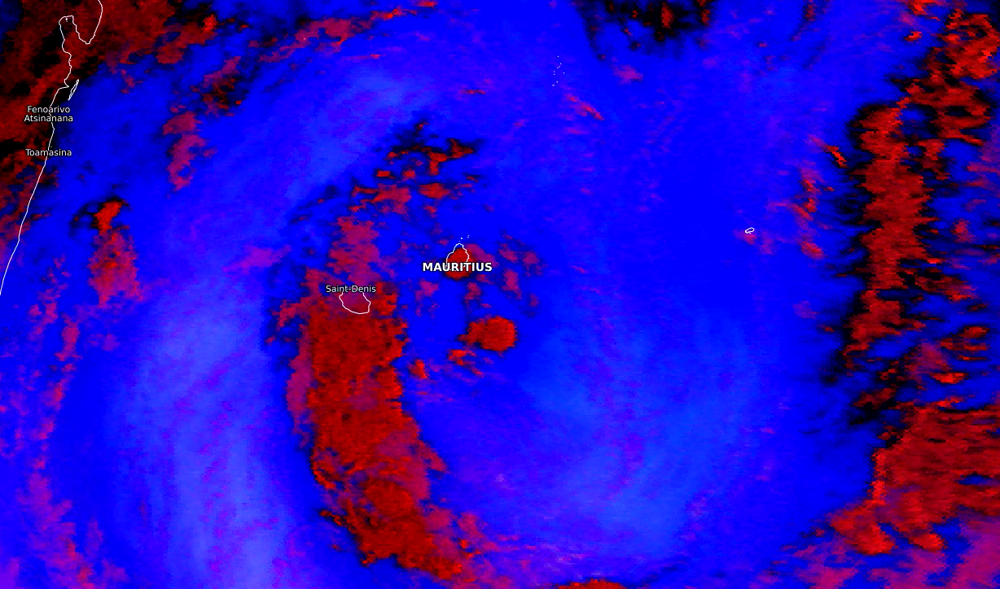 Fenoarivo
Atsinanana
Toamasina
MAURITIUS
Saint-Denis